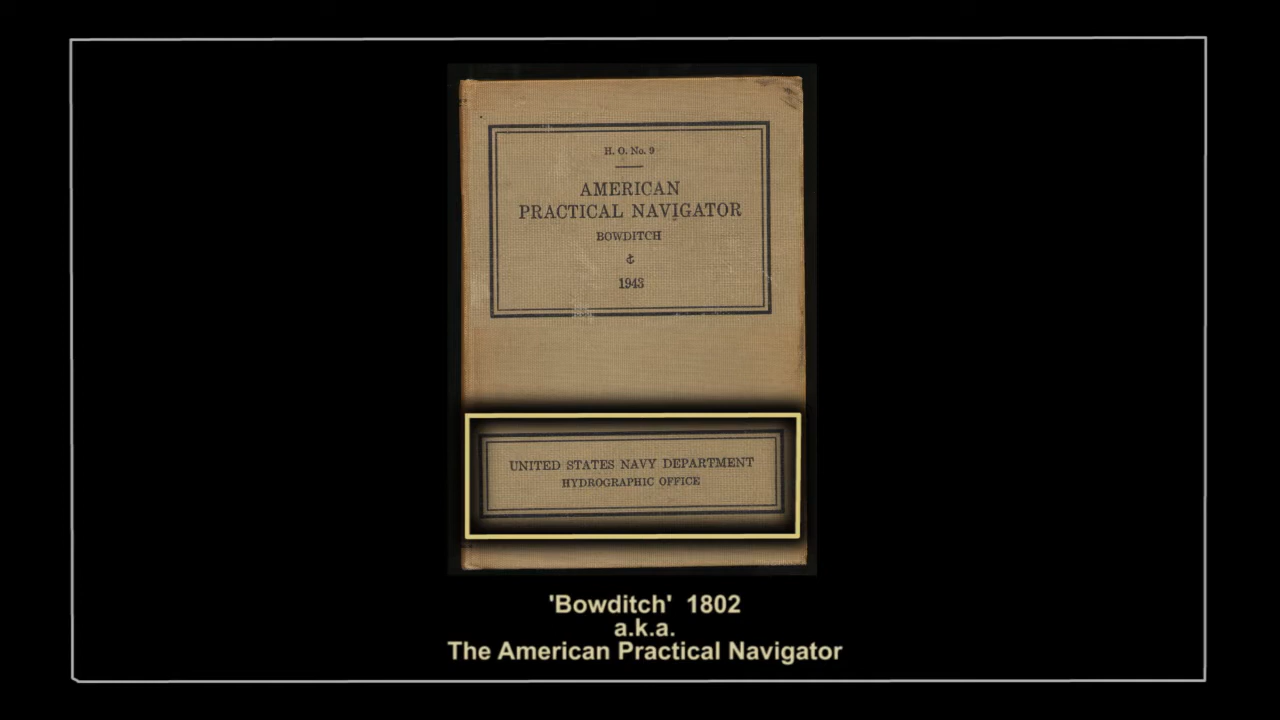 H. O. No. 9
AMERICAN
PRACTICAL NAVIGATOR
BOWDITCH
1943
UNITED STATES NAVY DEPARTMENT
HYDROGRAPHIC OFFICE
'Bowditch' 1802
a.k.a.
The American Practical Navigator